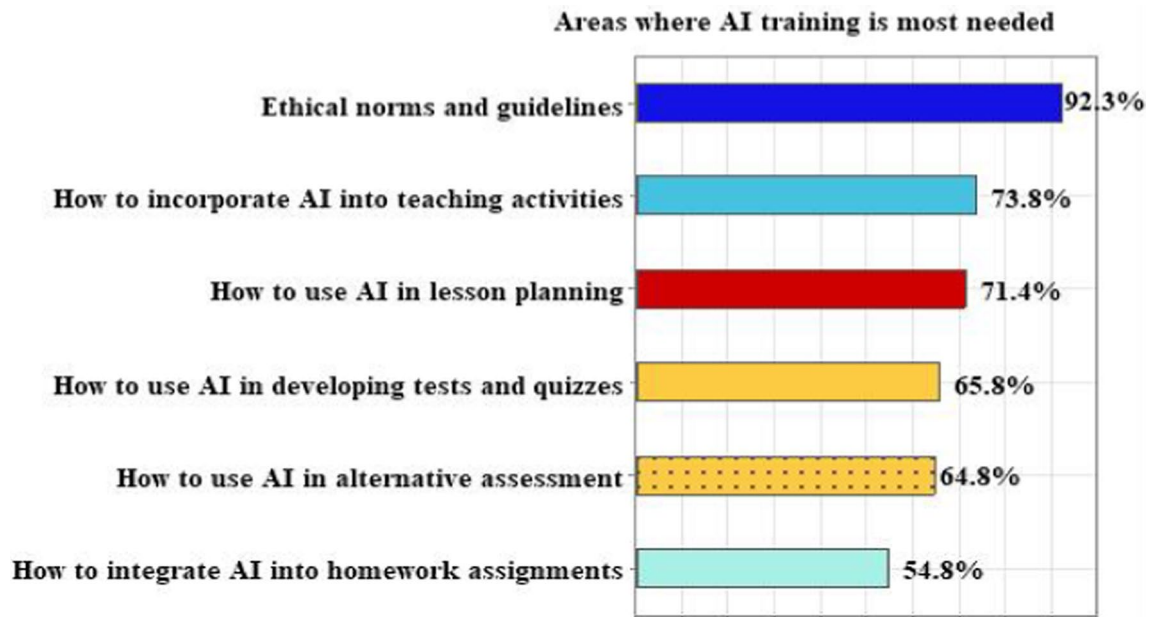 Areas where AI training is most needed
Ethical norms and guidelines 92.3%
How to incorporate AI into teaching activities 73.8%
How to use AI in lesson planning 71.4%
How to use AI in developing tests and quizzes 65.8%
How to use AI in alternative assessment 64.8%
How to integrate AI into homework assignments 54.8%